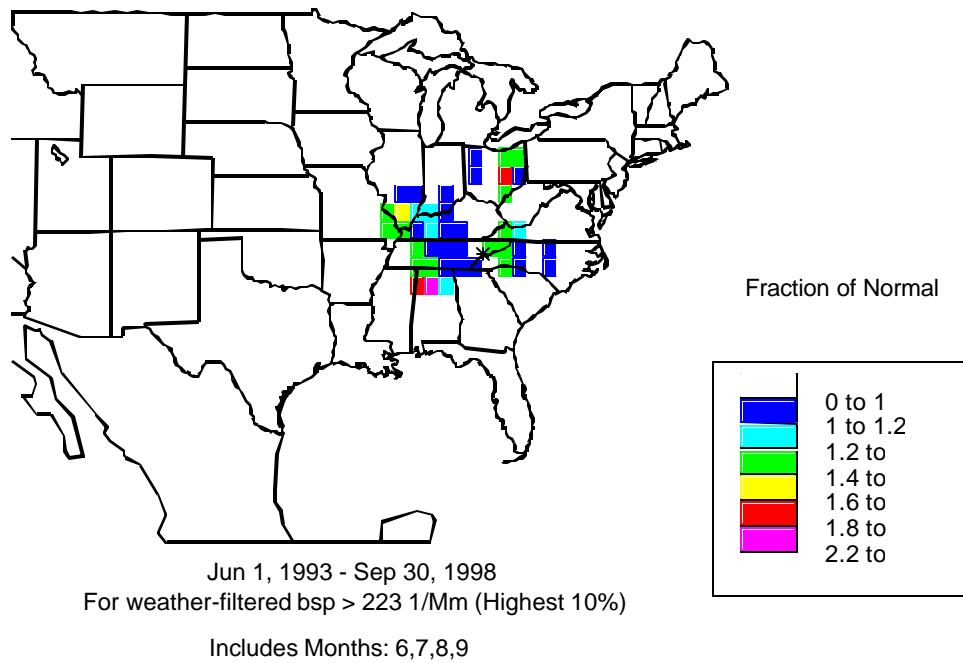 Fraction of Normal
0 to 1
1 to 1.2
1.2 to
1.4 to
1.6 to
1.8 to
2.2 to
Jun 1, 1993 - Sep 30, 1998
For weather-filtered bsp > 223 1/Mm (Highest 10%)
Includes Months: 6,7,8,9